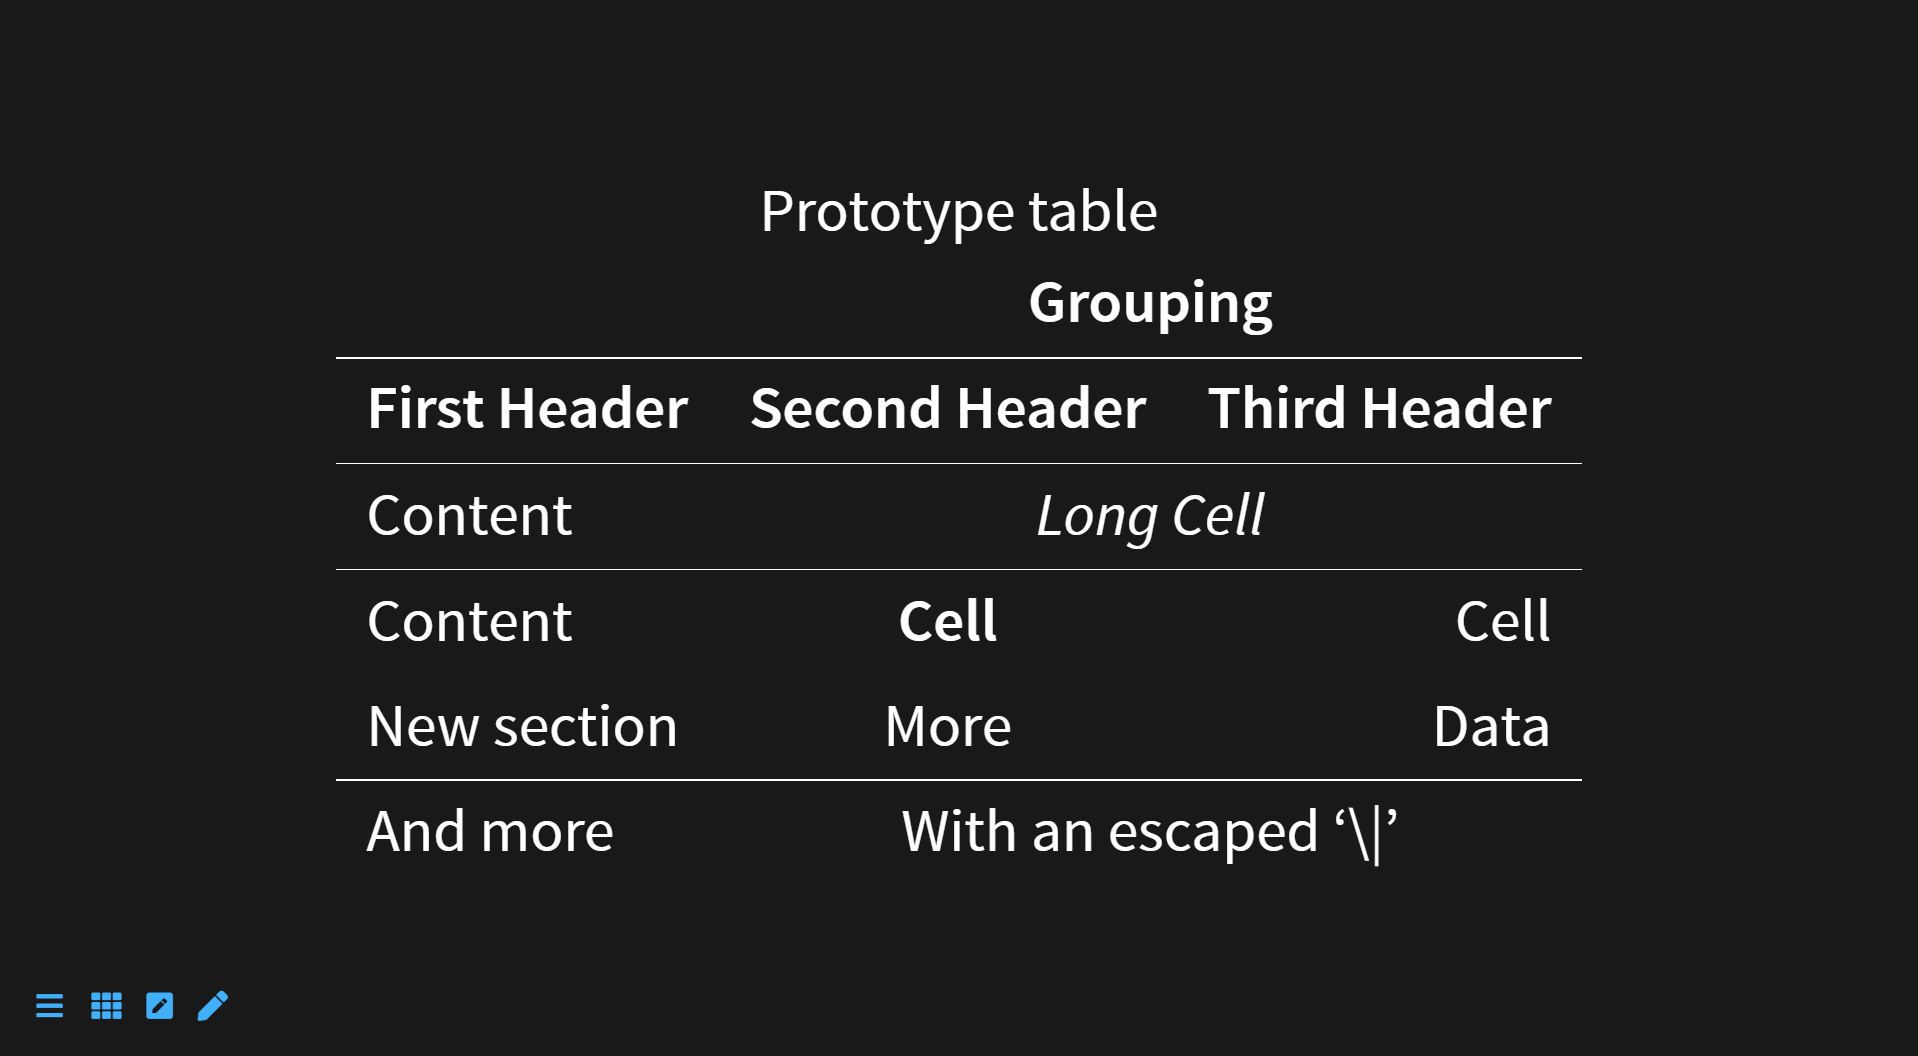 Prototype table
Grouping
First Header Second Header Third Header
Content Long Cell
Content Cell Cell
New section More Data
And more With an escaped ‘\|’